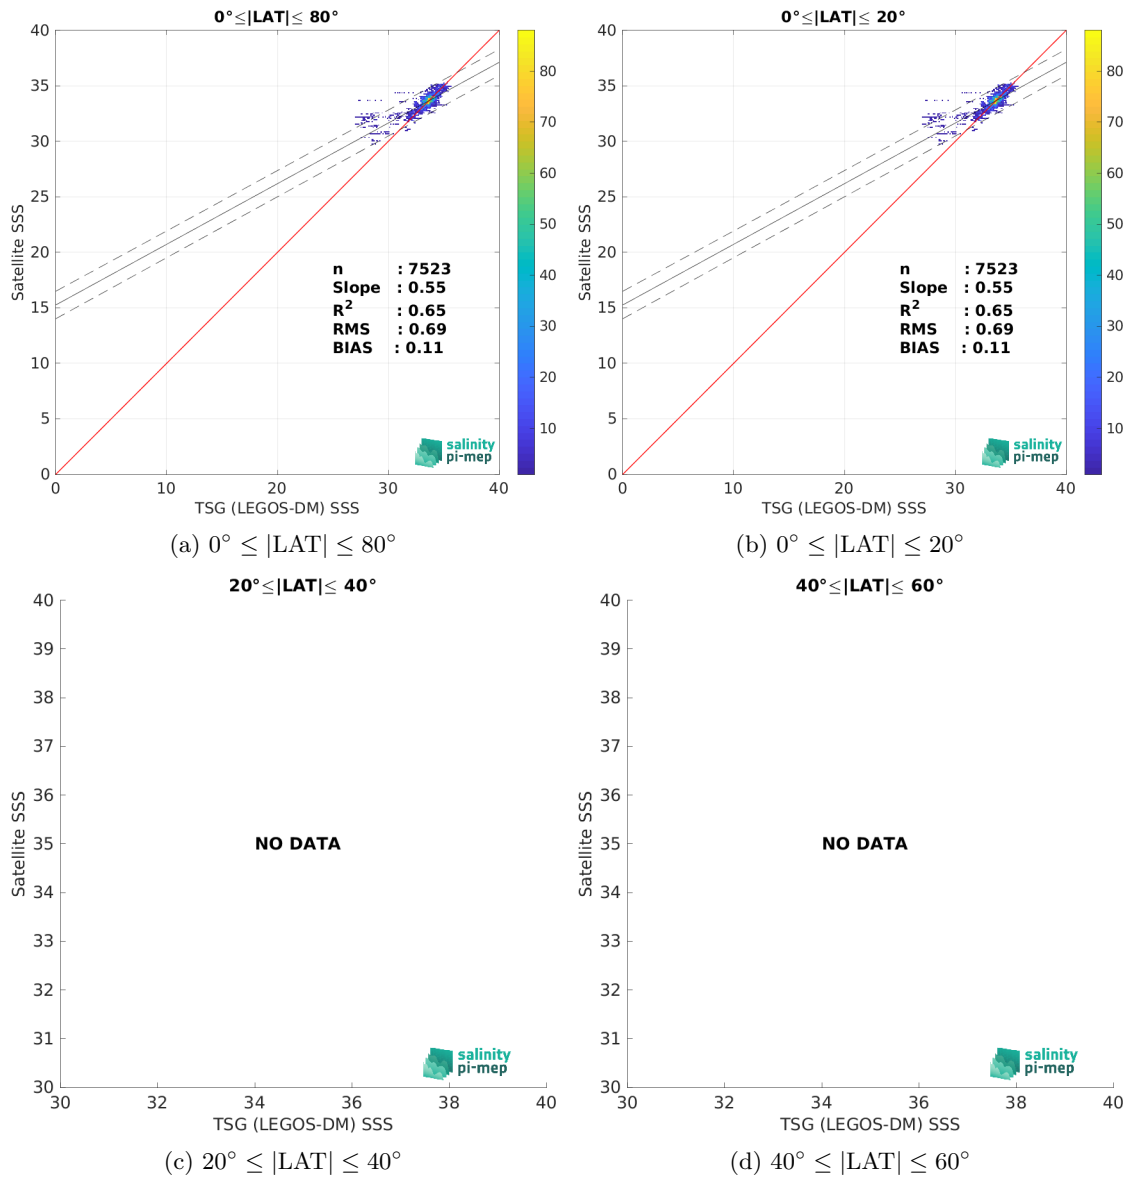 0°≤|LAT|≤ 80°
40
35
30
25
20
15
10
5
0
Satellite SSS
n : 7523
Slope : 0.55
R² : 0.65
RMS : 0.69
BIAS : 0.11
salinity
pi-mep
0 10 20 30 40
TSG (LEGOS-DM) SSS
80
70
60
50
40
30
20
10
(a) 0° ≤ |LAT| ≤ 80°
0°≤|LAT|≤ 20°
40
35
30
25
20
15
10
5
0
Satellite SSS
n : 7523
Slope : 0.55
R² : 0.65
RMS : 0.69
BIAS : 0.11
salinity
pi-mep
0 10 20 30 40
TSG (LEGOS-DM) SSS
80
70
60
50
40
30
20
10
(b) 0° ≤ |LAT| ≤ 20°
20°≤|LAT|≤ 40°
40
39
38
37
36
35
34
33
32
31
30
Satellite SSS
NO DATA
salinity
pi-mep
30 32 34 36 38 40
TSG (LEGOS-DM) SSS
(c) 20° ≤ |LAT| ≤ 40°
40°≤|LAT|≤ 60°
40
39
38
37
36
35
34
33
32
31
30
Satellite SSS
NO DATA
salinity
pi-mep
30 32 34 36 38 40
TSG (LEGOS-DM) SSS
(d) 40° ≤ |LAT| ≤ 60°